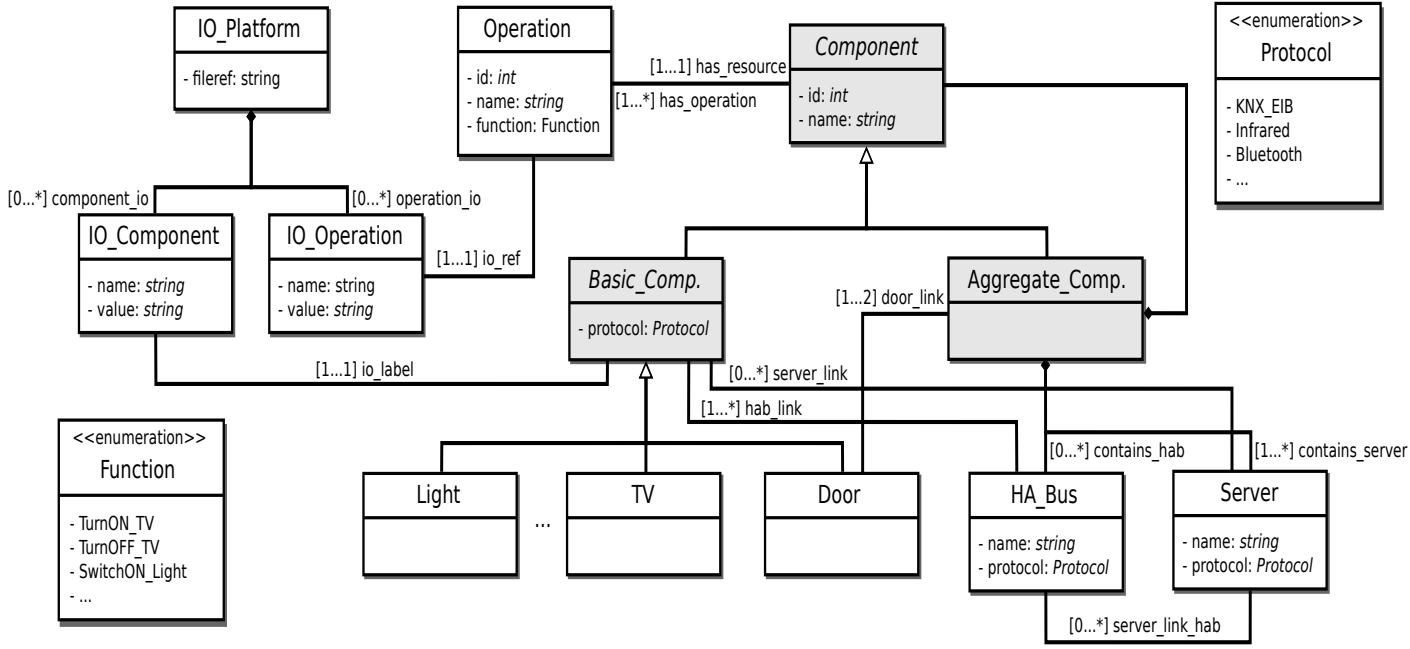 IO_Platform
- fileref: string
Operation
- id: int
- name: string
- function: Function
Component
- id: int
- name: string
<<enumeration>>
Protocol
- KNX_EIB
- Infrared
- Bluetooth
- ...
[1...1] has_resource
[1...*] has_operation
[0...*] component_io
[0...*] operation_io
IO_Component
- name: string
- value: string
IO_Operation
- name: string
- value: string
[1...1] io_ref
Basic_Comp.
- protocol: Protocol
Aggregate_Comp.
[1...2] door_link
[1...1] io_label
[0...*] server_link
[1...*] hab_link
[0...*] contains_hab
[1...*] contains_server
<<enumeration>>
Function
- TurnON_TV
- TurnOFF_TV
- SwitchON_Light
- ...
Light
...
TV
Door
HA_Bus
- name: string
- protocol: Protocol
Server
- name: string
- protocol: Protocol
[0...*] server_link_hab